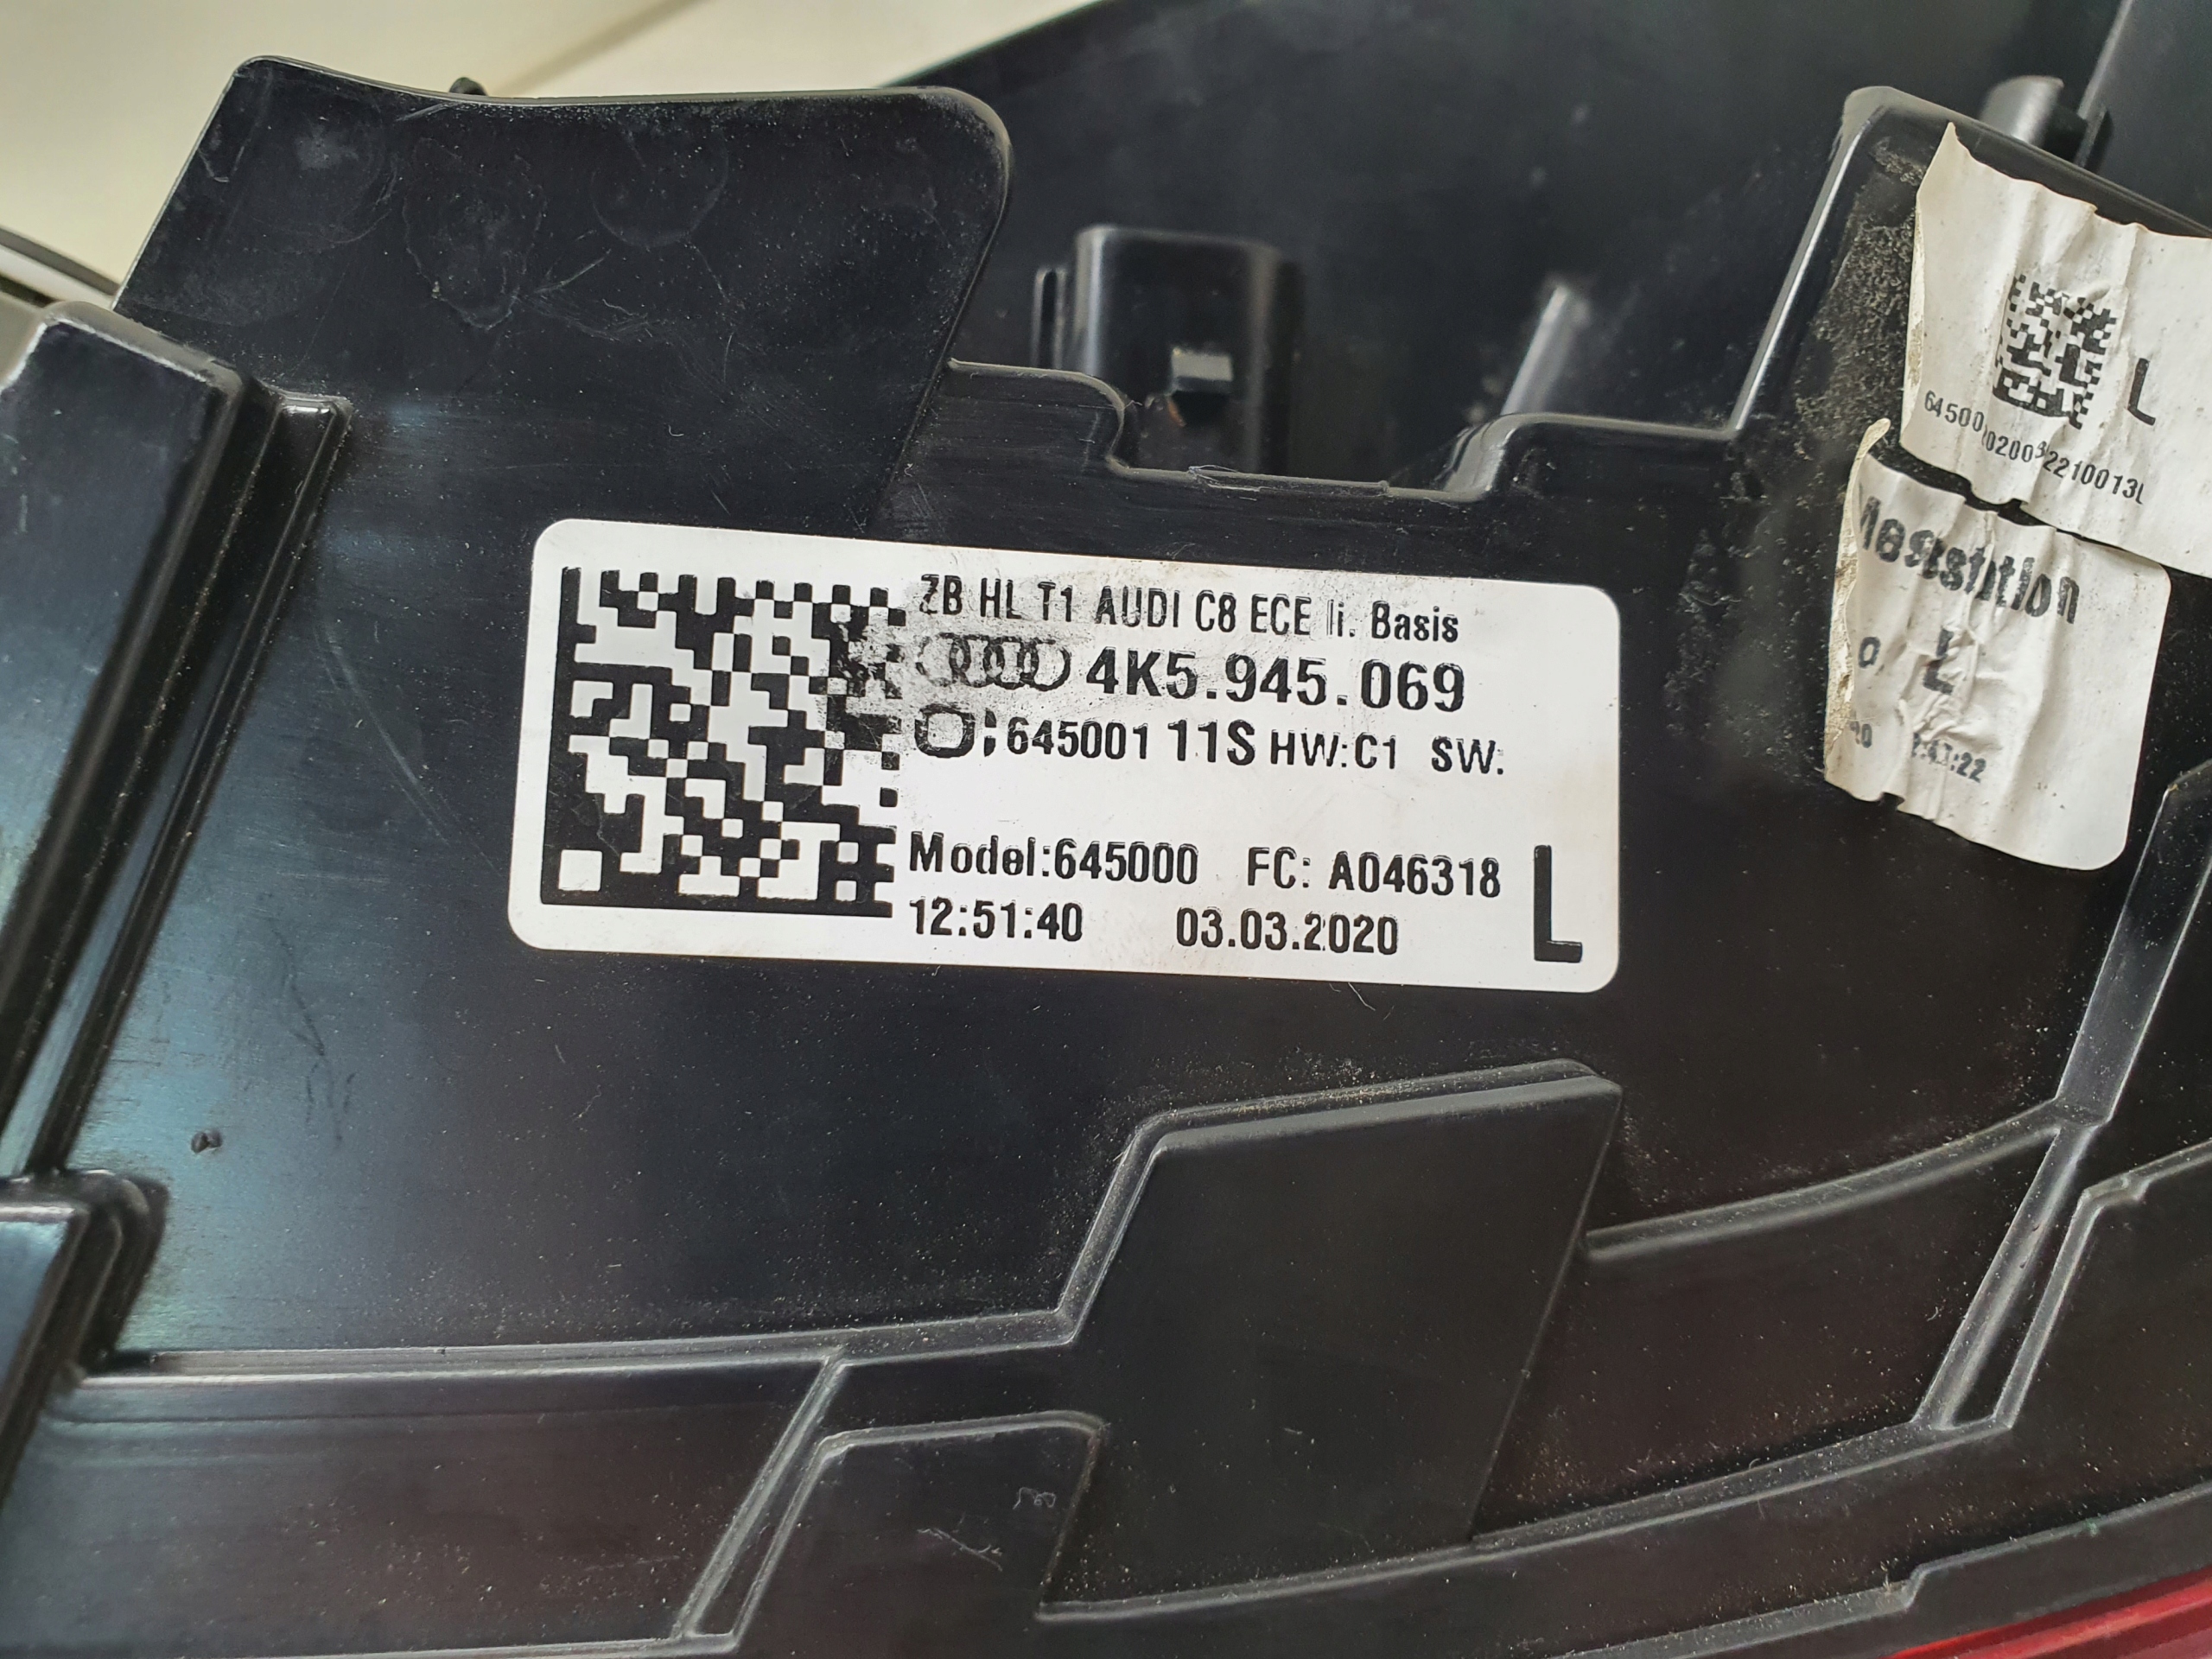 ZB HL T1 AUDI C8 ECE li. Basis
4K5.945.069
:645001 11S HW:C1 SW:
Model:645000 FC: A046318
12:51:40 03.03.2020 L
L
L